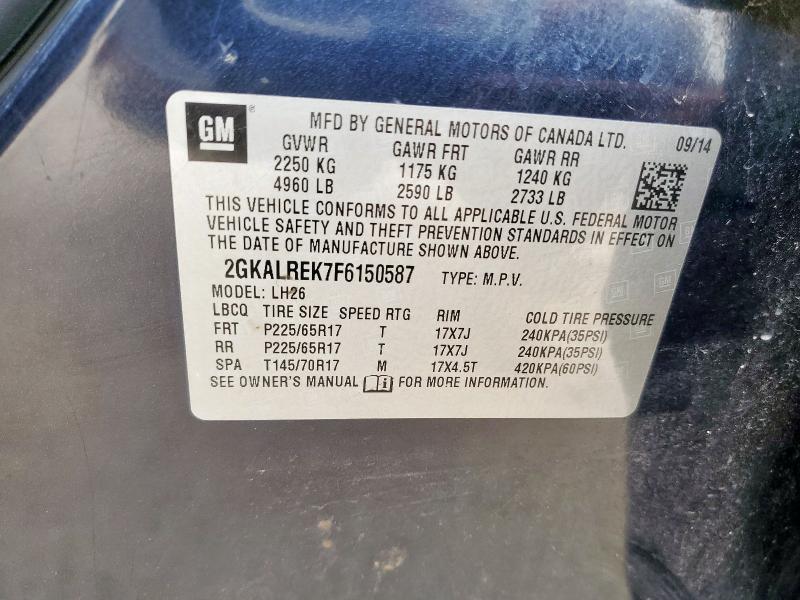 GM ®
MFD BY GENERAL MOTORS OF CANADA LTD. 09/14
GVWR GAWR FRT GAWR RR
2250 KG 1175 KG 1240 KG
4960 LB 2590 LB 2733 LB
THIS VEHICLE CONFORMS TO ALL APPLICABLE U.S. FEDERAL MOTOR
VEHICLE SAFETY AND THEFT PREVENTION STANDARDS IN EFFECT ON
THE DATE OF MANUFACTURE SHOWN ABOVE.
2GKALREK7F6150587 TYPE: M.P.V.
MODEL: LH26
LBCQ TIRE SIZE SPEED RTG RIM COLD TIRE PRESSURE
FRT P225/65R17 T 17X7J 240KPA(35PSI)
RR P225/65R17 T 17X7J 240KPA(35PSI)
SPA T145/70R17 M 17X4.5T 420KPA(60PSI)
SEE OWNER'S MANUAL i FOR MORE INFORMATION.